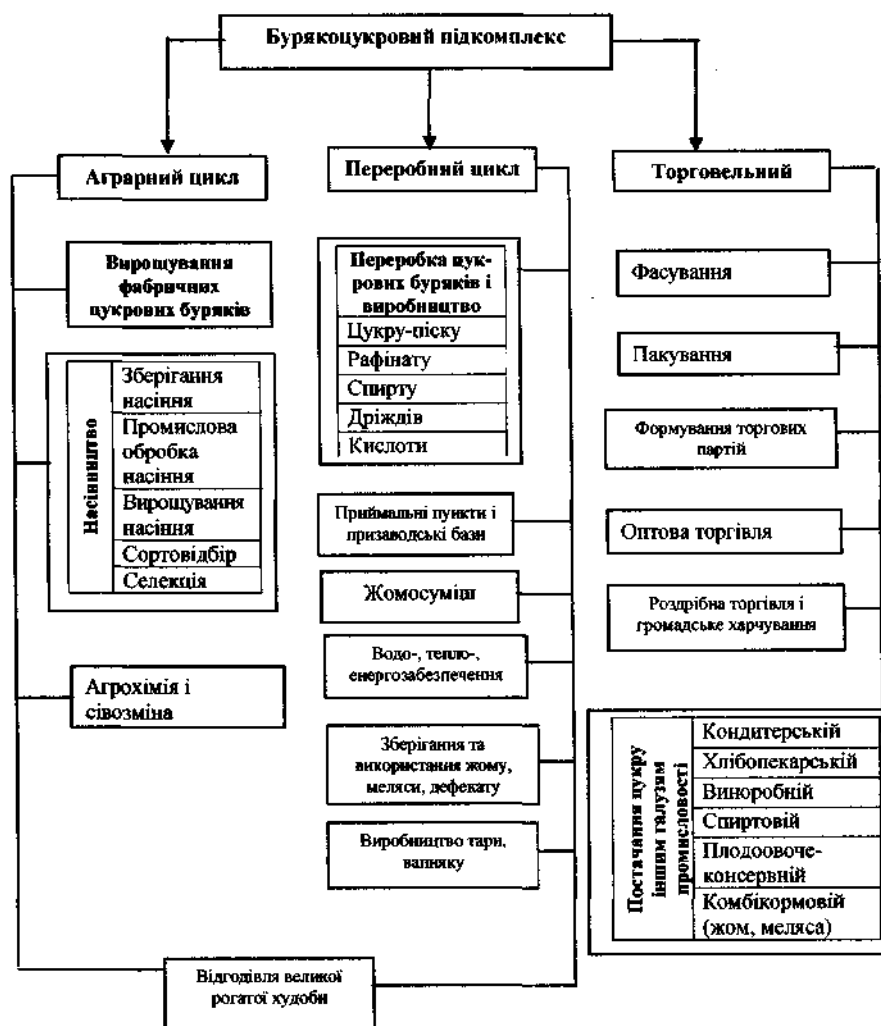 Бурякоцукровий підкомплекс
Аграрний цикл
Вирощування
фабричних
цукрових буряків
Насінництво
Зберігання
насіння
Промислова
обробка
насіння
Вирощування
насіння
Сортовідбір
Селекція
Агрохімія і
сівозміна
Переробний цикл
Переробка цук-
рових буряків і
виробництво
Цукру-піску
Рафінату
Спирту
Дріждів
Кислоти
Приймальні пункти і
призаводські бази
Жомосуміші
Водо-, тепло-,
енергозабезпечення
Зберігання та
використання жому,
меляси, дефекату
Виробництво тари,
вапняку
Відгодівля великої
рогатої худоби
Торговельний
Фасування
Пакування
Формування торгових
партій
Оптова торгівля
Роздрібна торгівля і
громадське харчування
Постачання цукру
іншим галузям
промисловості
Кондитерській
Хлібопекарській
Виноробній
Спиртовій
Плодоовоче-
консервній
Комбікормовій
(жом, меляса)